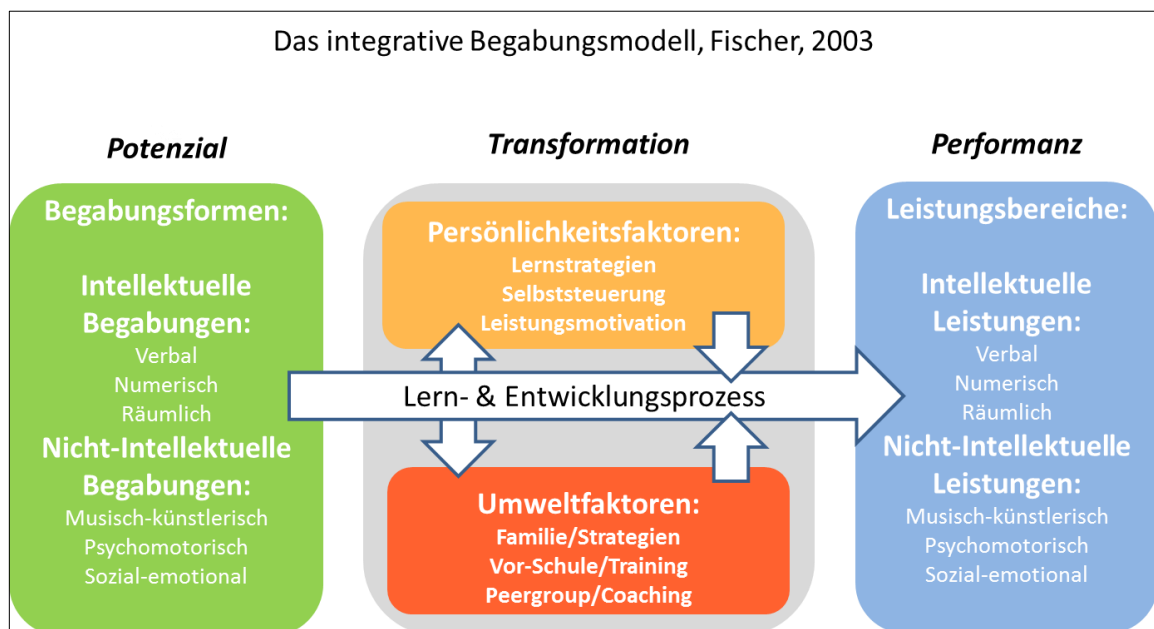 Das integrative Begabungsmodell, Fischer, 2003
Potenzial
Transformation
Performanz
Begabungsformen:
Intellektuelle
Begabungen:
Verbal
Numerisch
Räumlich
Nicht-Intellektuelle
Begabungen:
Musisch-künstlerisch
Psychomotorisch
Sozial-emotional
Persönlichkeitsfaktoren:
Lernstrategien
Selbststeuerung
Leistungsmotivation
Lern- & Entwicklungsprozess
Umweltfaktoren:
Familie/Strategien
Vor-Schule/Training
Peergroup/Coaching
Leistungsbereiche:
Intellektuelle
Leistungen:
Verbal
Numerisch
Räumlich
Nicht-Intellektuelle
Leistungen:
Musisch-künstlerisch
Psychomotorisch
Sozial-emotional